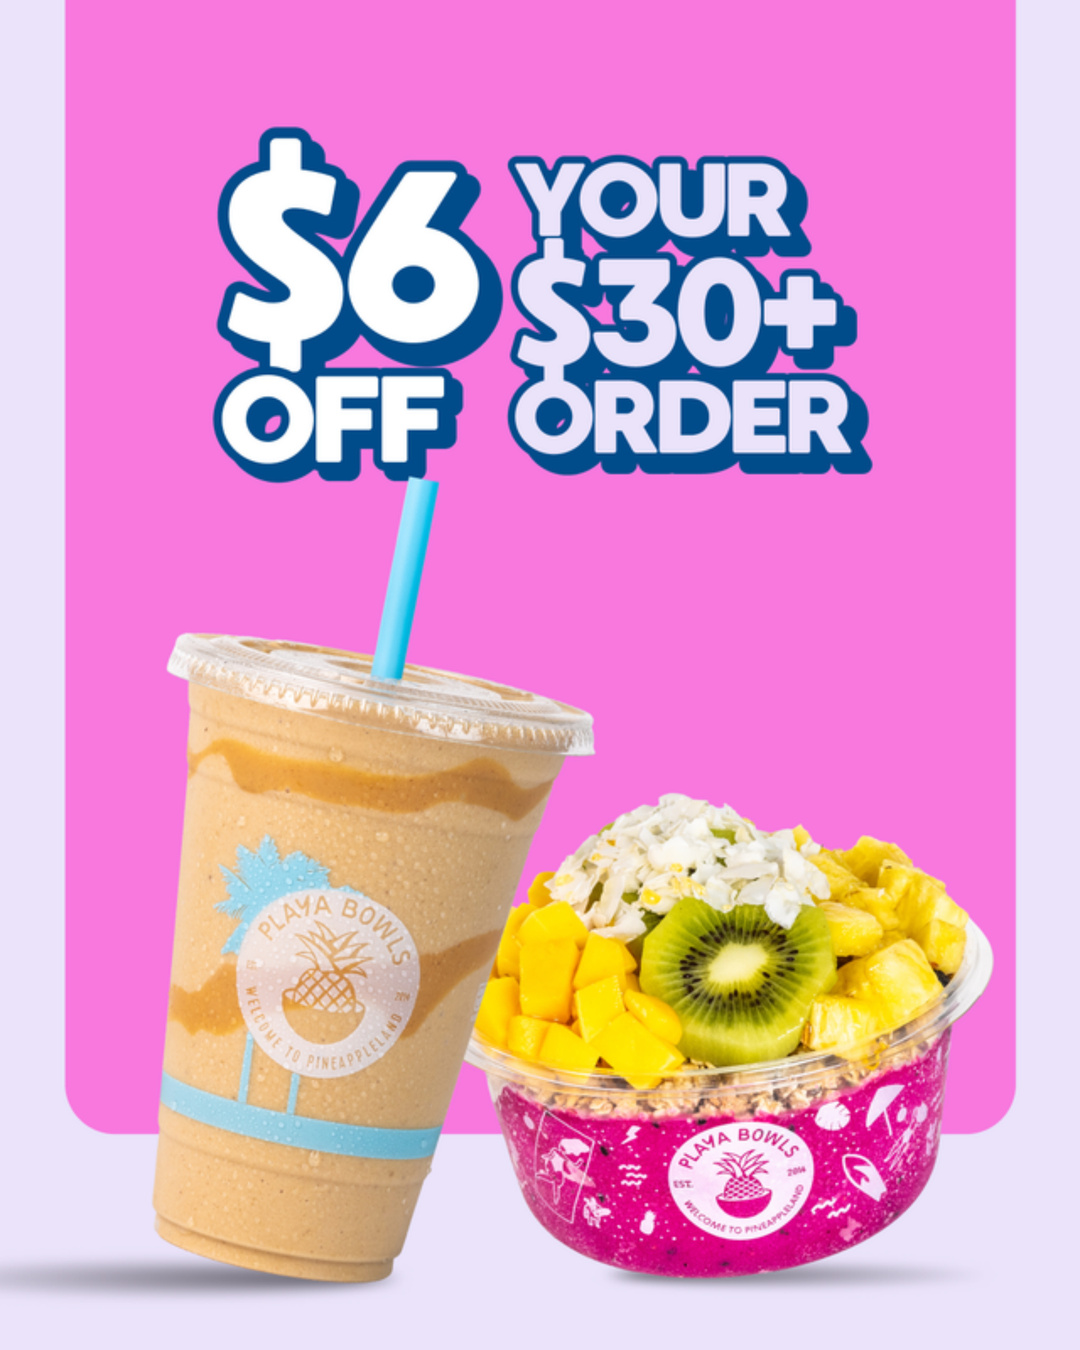 $6
OFF
YOUR
$30+
ORDER
PLAYA BOWLS
2014
WELCOME TO PINEAPPLELAND
PLAYA BOWLS
EST. 2014
WELCOME TO PINEAPPLELAND